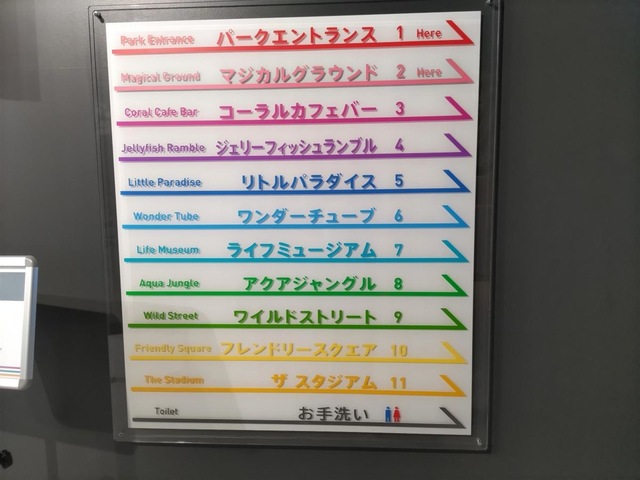 Park Entrance パークエントランス 1 Here
Magical Ground マジカルグラウンド 2 Here
Coral Cafe Bar コーラルカフェバー 3
Jellyfish Ramble ジェリーフィッシュランブル 4
Little Paradise リトルパラダイス 5
Wonder Tube ワンダーチューブ 6
Life Museum ライフミュージアム 7
Aqua Jungle アクアジャングル 8
Wild Street ワイルドストリート 9
Friendly Square フレンドリースクエア 10
The Stadium ザ スタジアム 11
Toilet お手洗い